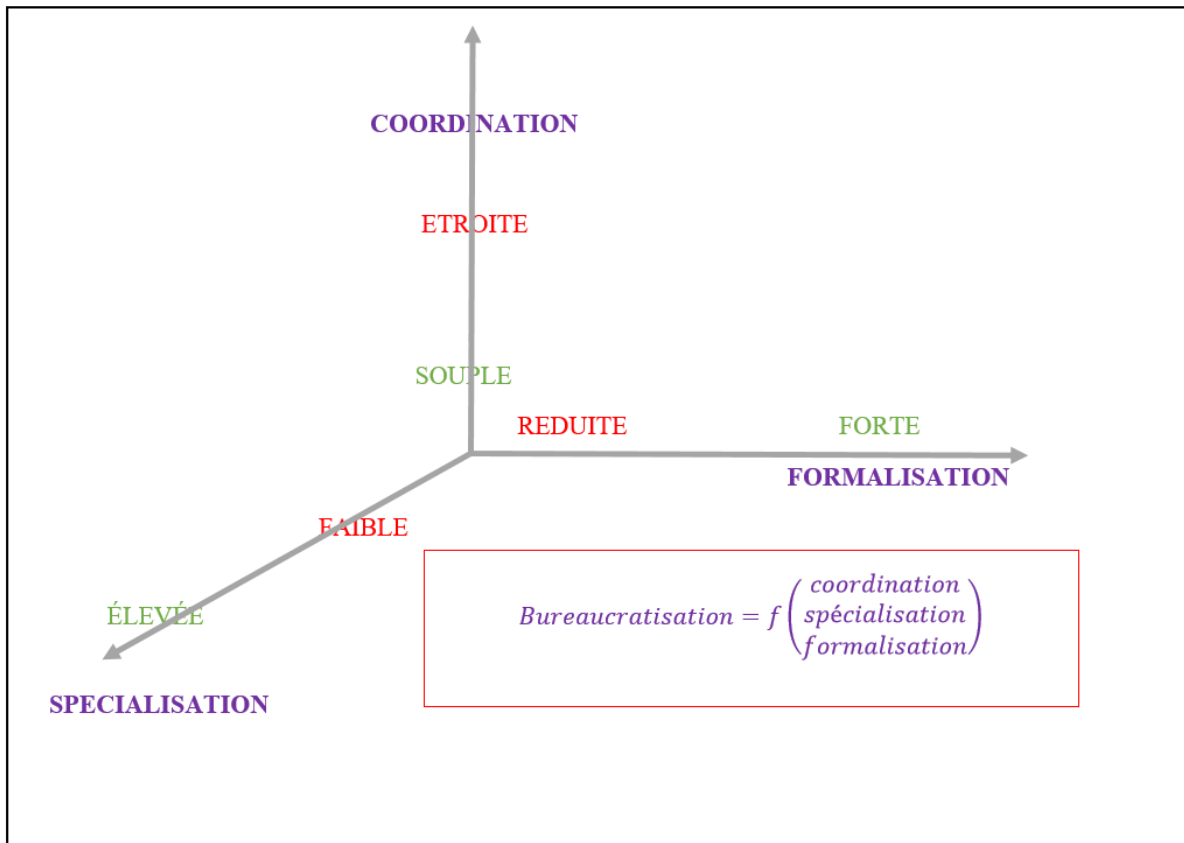 COORDINATION
ETROITE
SOUPLE
REDUITE FORTE
FORMALISATION
FAIBLE
ÉLEVÉE
SPECIALISATION
Bureaucratisation = f(coordination
spécialisation
formalisation)